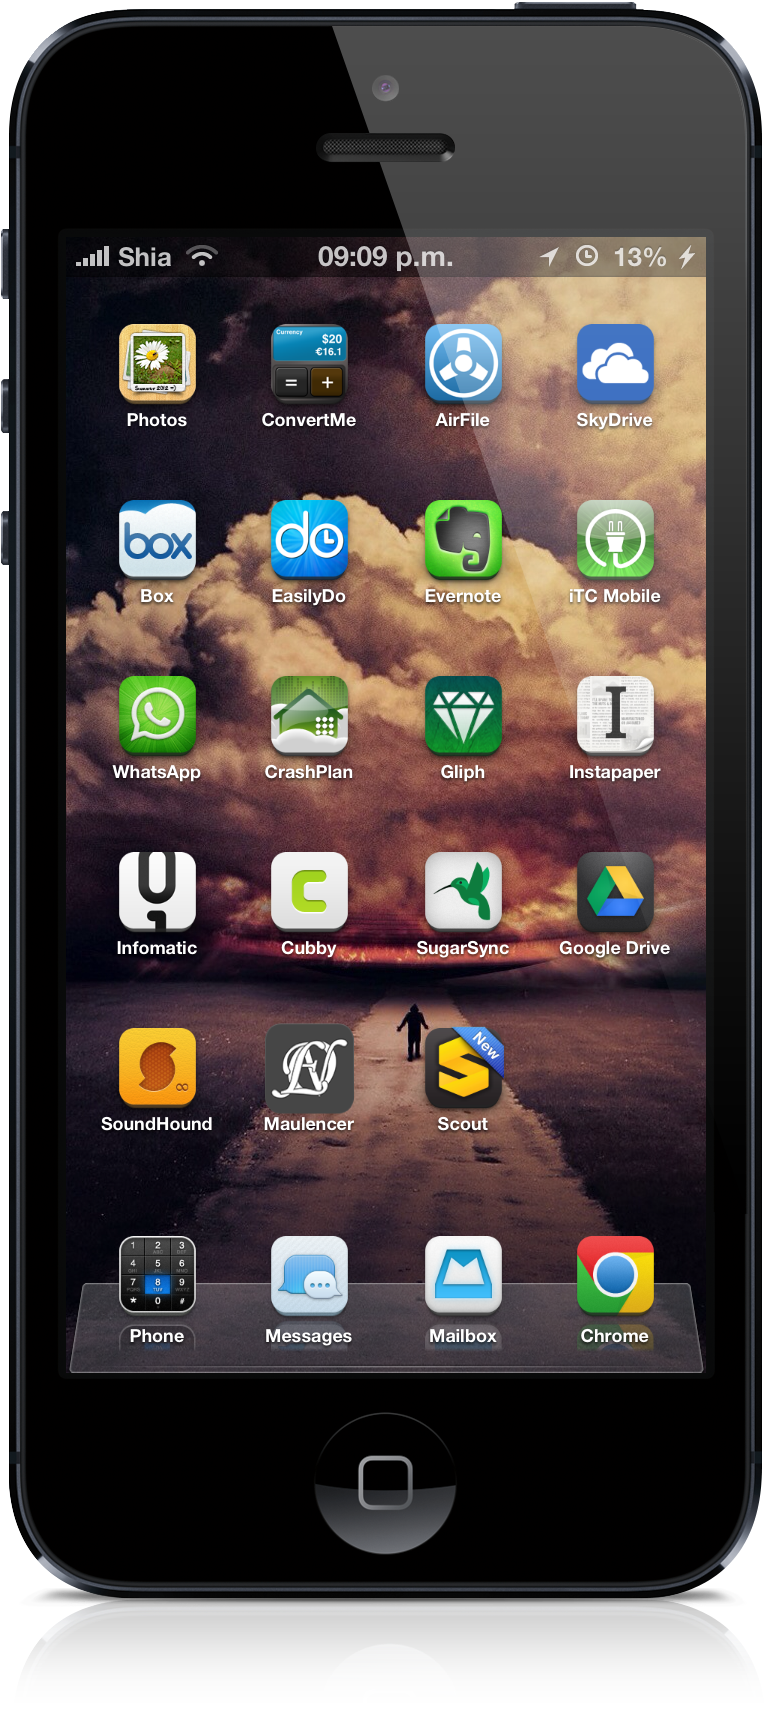 Shia 09:09 p.m. 13%
Currency
$20
€16.1
= +
Summer 2012 =)
Photos ConvertMe AirFile SkyDrive
box do
Box EasilyDo Evernote iTC Mobile
I
WhatsApp CrashPlan Gliph Instapaper
Infomatic Cubby SugarSync Google Drive
New
S
SoundHound Maulencer Scout
1 2 3
4 5 6
7 8 9
* 0 #
Phone Messages Mailbox Chrome